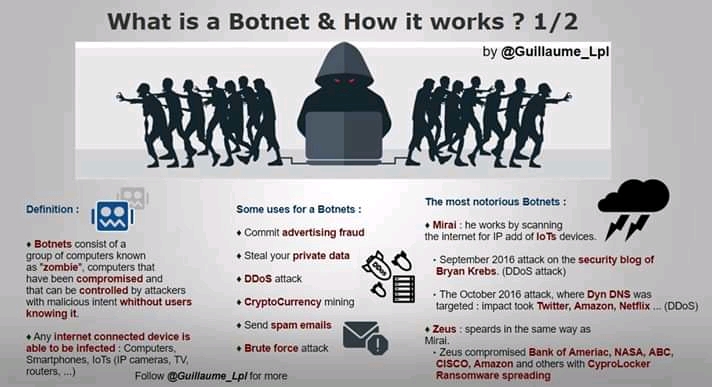 What is a Botnet & How it works ? 1/2
by @Guillaume_Lpl
Definition :
♦ Botnets consist of a
group of computers known
as "zombie", computers that
have been compromised and
that can be controlled by attackers
with malicious intent whithout users
knowing it.
♦ Any internet connected device is
able to be infected : Computers,
Smartphones, IoTs (IP cameras, TV,
routers, ...)
Some uses for a Botnets :
♦ Commit advertising fraud
♦ Steal your private data
♦ DDoS attack
DDoS
♦ CryptoCurrency mining
♦ Send spam emails
♦ Brute force attack
The most notorious Botnets :
♦ Mirai : he works by scanning
the internet for IP add of IoTs devices.
• September 2016 attack on the security blog of
Bryan Krebs. (DDoS attack)
• The October 2016 attack, where Dyn DNS was
targeted : impact took Twitter, Amazon, Netflix ... (DDoS)
♦ Zeus : speards in the same way as
Mirai.
• Zeus compromised Bank of Ameriac, NASA, ABC,
CISCO, Amazon and others with CyproLocker
Ransomware spreading
Follow @Guillaume_Lpl for more